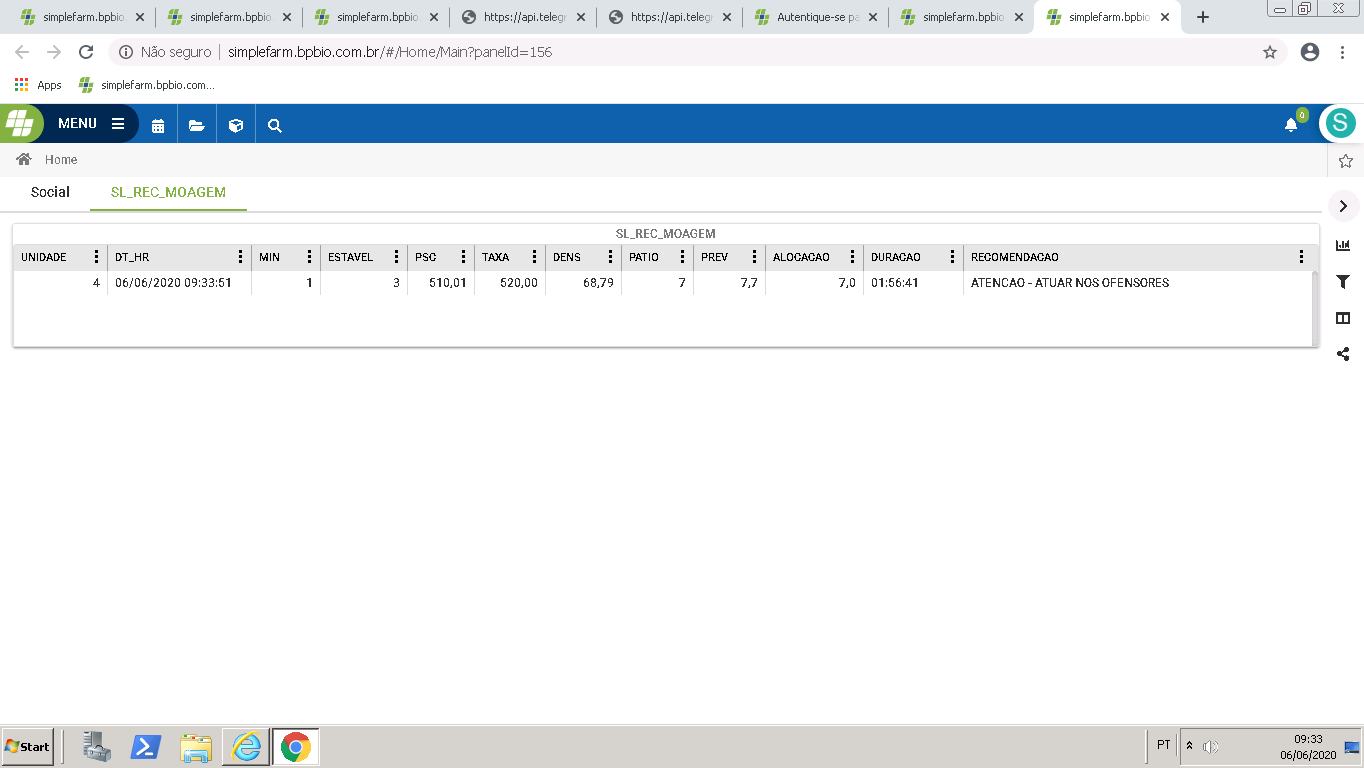 simplefarm.bpbio
simplefarm.bpbio
simplefarm.bpbio
https://api.telegr
https://api.telegr
Autentique-se pa
simplefarm.bpbio
simplefarm.bpbio
Não seguro
simplefarm.bpbio.com.br/#/Home/Main?panelId=156
Apps
simplefarm.bpbio.com...
MENU
0
S
Home
Social
SL_REC_MOAGEM
SL_REC_MOAGEM
UNIDADE DT_HR MIN ESTAVEL PSC TAXA DENS PATIO PREV ALOCACAO DURACAO RECOMENDACAO
4 06/06/2020 09:33:51 1 3 510,01 520,00 68,79 7 7,7 7,0 01:56:41 ATENCAO - ATUAR NOS OFENSORES
Start
PT
09:33
06/06/2020